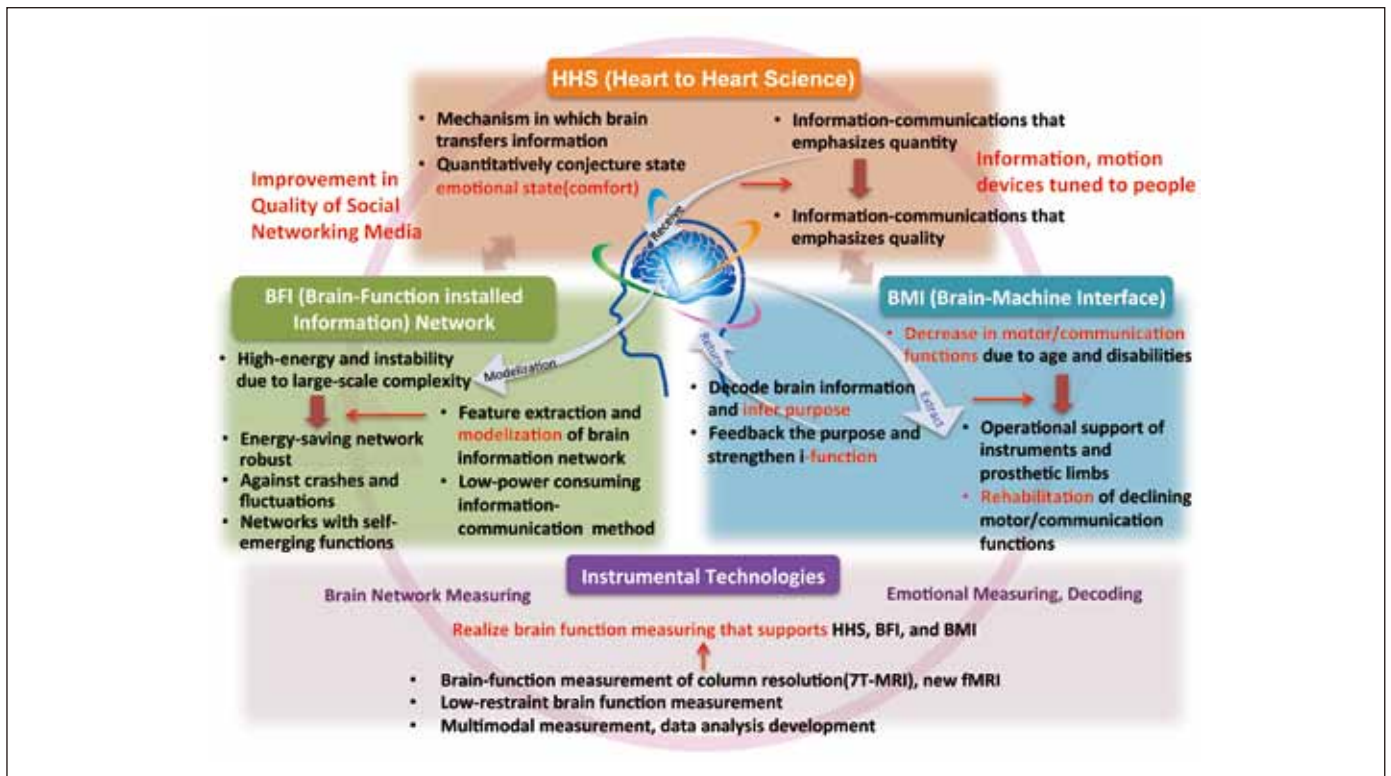 HHS (Heart to Heart Science)
• Mechanism in which brain
transfers information
• Quantitatively conjecture state
emotional state(comfort)
• Information-communications that
emphasizes quantity
• Information-communications that
emphasizes quality
Improvement in
Quality of Social
Networking Media
Information, motion
devices tuned to people
Receive
BFI (Brain-Function installed
Information) Network
• High-energy and instability
due to large-scale complexity
Modelization
• Energy-saving network
robust
• Against crashes and
fluctuations
• Networks with self-
emerging functions
• Feature extraction and
modelization of brain
information network
• Low-power consuming
information-
communication method
BMI (Brain-Machine Interface)
• Decrease in motor/communication
functions due to age and disabilities
Return
Extract
• Decode brain information
and infer purpose
• Feedback the purpose and
strengthen i-function
• Operational support of
instruments and
prosthetic limbs
• Rehabilitation of declining
motor/communication
functions
Instrumental Technologies
Brain Network Measuring
Emotional Measuring, Decoding
Realize brain function measuring that supports HHS, BFI, and BMI
• Brain-function measurement of column resolution(7T-MRI), new fMRI
• Low-restraint brain function measurement
• Multimodal measurement, data analysis development